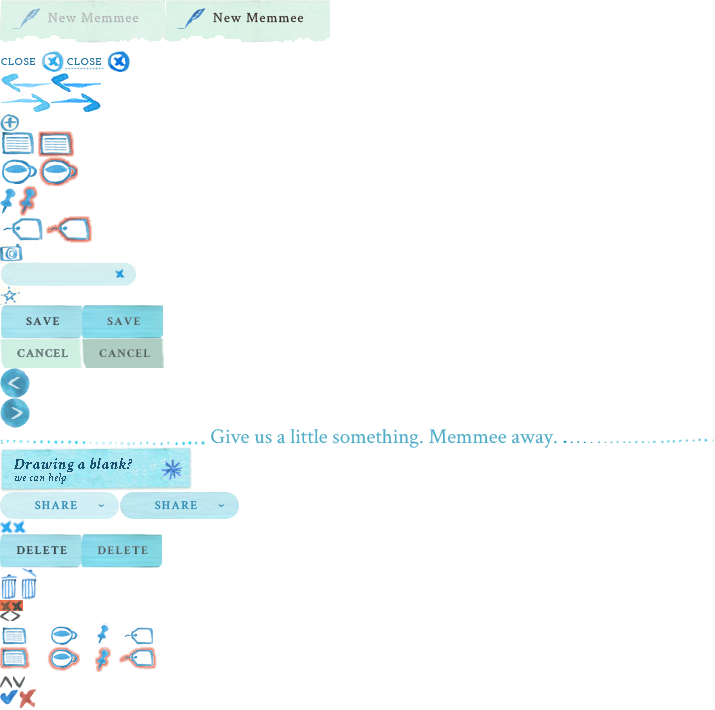 New Memmee New Memmee
CLOSE CLOSE
SAVE SAVE
CANCEL CANCEL
Give us a little something. Memmee away.
Drawing a blank?
we can help
SHARE SHARE
DELETE DELETE